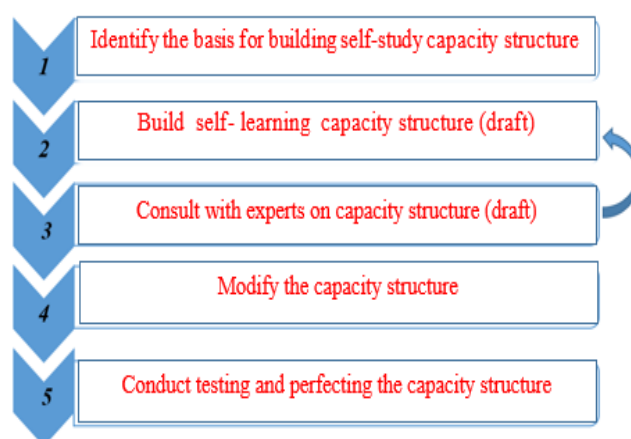 1
Identify the basis for building self-study capacity structure
2
Build self- learning capacity structure (draft)
3
Consult with experts on capacity structure (draft)
4
Modify the capacity structure
5
Conduct testing and perfecting the capacity structure